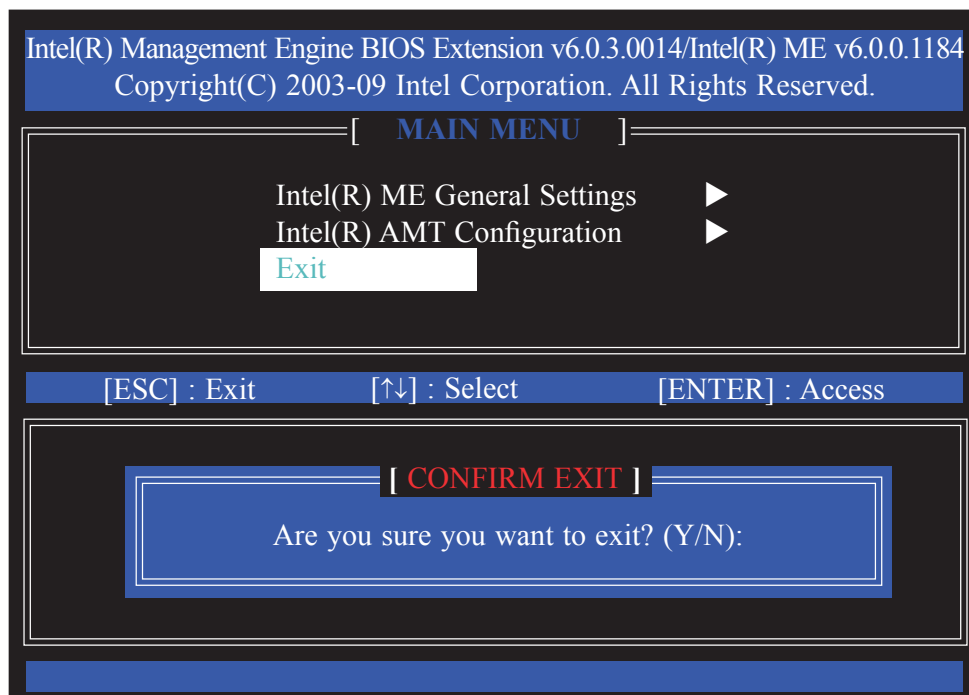 Intel(R) Management Engine BIOS Extension v6.0.3.0014/Intel(R) ME v6.0.0.1184
Copyright(C) 2003-09 Intel Corporation. All Rights Reserved.
[ MAIN MENU ]
Intel(R) ME General Settings ▶
Intel(R) AMT Configuration ▶
Exit
[ESC] : Exit [↑↓] : Select [ENTER] : Access
[ CONFIRM EXIT ]
Are you sure you want to exit? (Y/N):